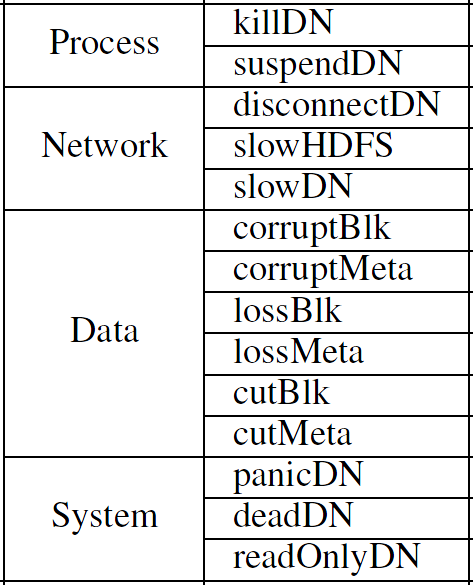 Process
killDN
suspendDN
Network
disconnectDN
slowHDFS
slowDN
Data
corruptBlk
corruptMeta
lossBlk
lossMeta
cutBlk
cutMeta
System
panicDN
deadDN
readOnlyDN